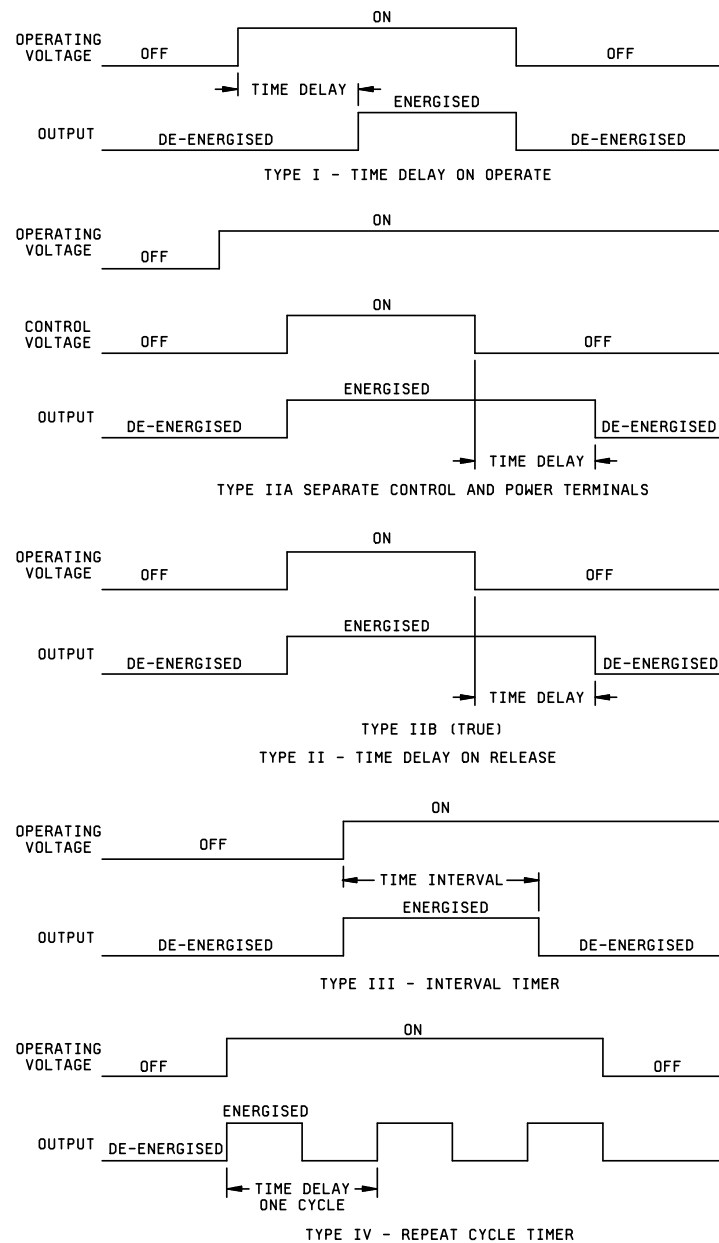 ON
OPERATING
VOLTAGE
OFF
OFF
TIME DELAY
ENERGISED
OUTPUT
DE-ENERGISED
DE-ENERGISED
TYPE I - TIME DELAY ON OPERATE
ON
OPERATING
VOLTAGE
OFF
ON
CONTROL
VOLTAGE
OFF
OFF
ENERGISED
OUTPUT
DE-ENERGISED
DE-ENERGISED
TIME DELAY
TYPE IIA SEPARATE CONTROL AND POWER TERMINALS
ON
OPERATING
VOLTAGE
OFF
OFF
ENERGISED
OUTPUT
DE-ENERGISED
DE-ENERGISED
TIME DELAY
TYPE IIB (TRUE)
TYPE II - TIME DELAY ON RELEASE
ON
OPERATING
VOLTAGE
OFF
TIME INTERVAL
ENERGISED
OUTPUT
DE-ENERGISED
DE-ENERGISED
TYPE III - INTERVAL TIMER
ON
OPERATING
VOLTAGE
OFF
OFF
ENERGISED
OUTPUT
DE-ENERGISED
TIME DELAY
ONE CYCLE
TYPE IV - REPEAT CYCLE TIMER